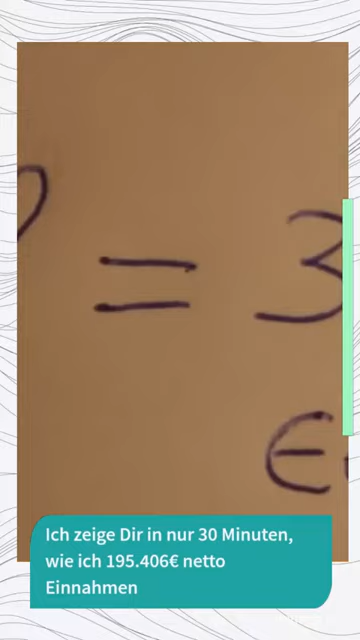 = 3
Ich zeige Dir in nur 30 Minuten,
wie ich 195.406€ netto
Einnahmen